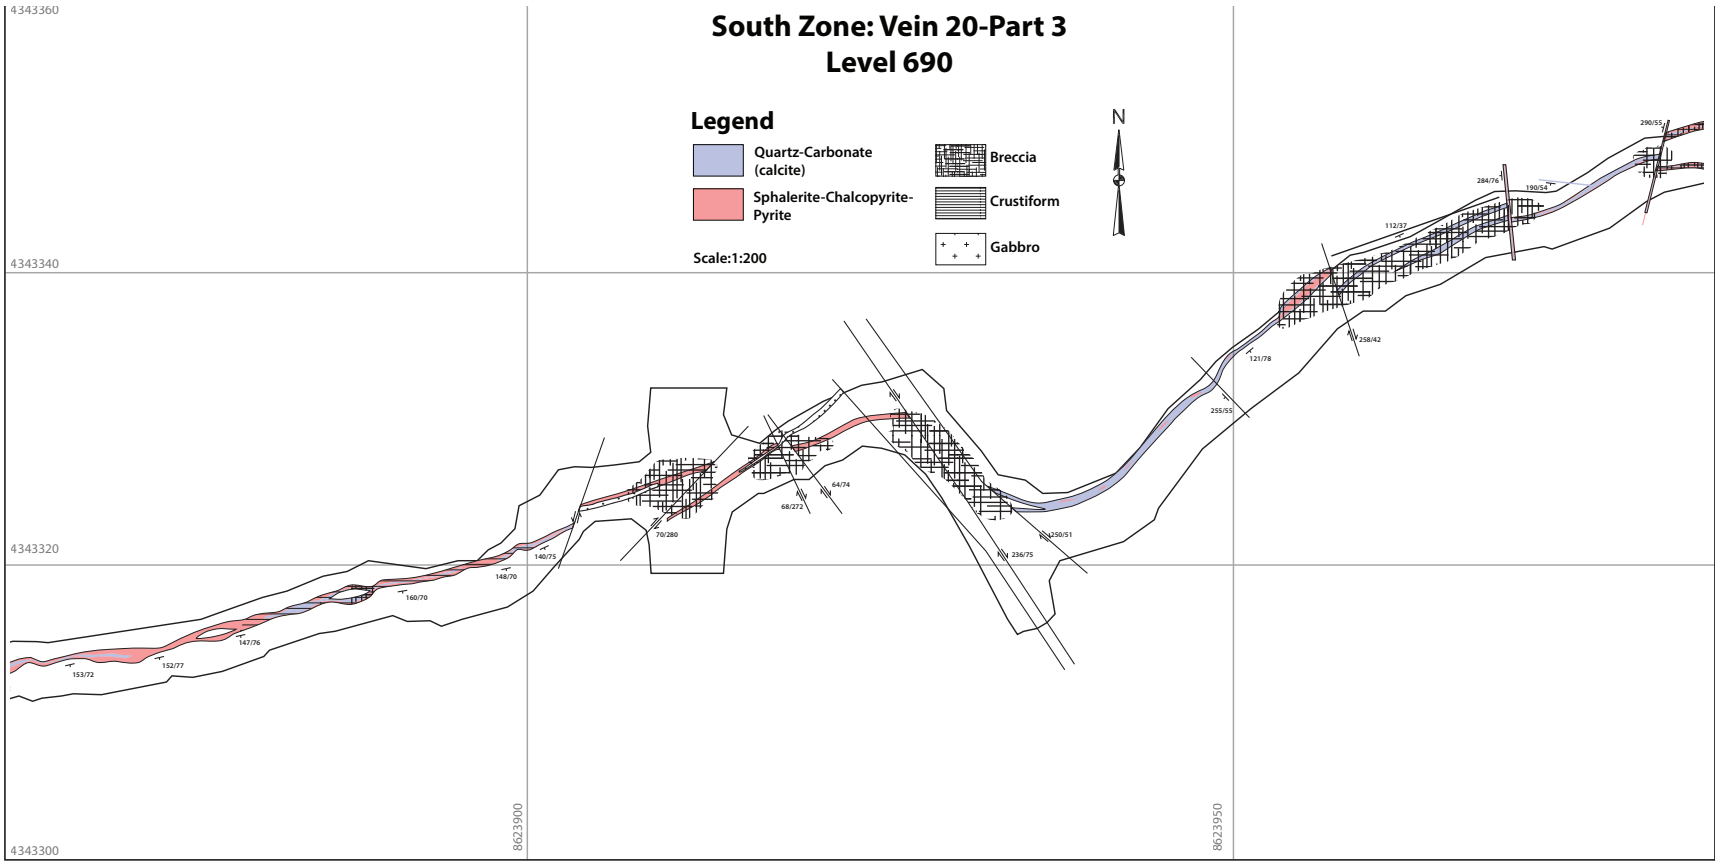 4343360
South Zone: Vein 20-Part 3
Level 690
Legend
Quartz-Carbonate
(calcite)
Sphalerite-Chalcopyrite-
Pyrite
Scale:1:200
Breccia
Crustiform
Gabbro
N
290/55
284/76
190/54
112/37
4343340
258/42
121/78
255/55
64/74
68/272
70/280
250/51
236/75
4343320
140/75
148/70
160/70
147/76
152/77
153/72
8623900
8623950
4343300